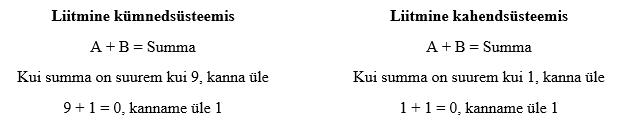 Liitmine kümnedsüsteemis
A + B = Summa
Kui summa on suurem kui 9, kanna üle
9 + 1 = 0, kanname üle 1
Liitmine kahendsüsteemis
A + B = Summa
Kui summa on suurem kui 1, kanna üle
1 + 1 = 0, kanname üle 1